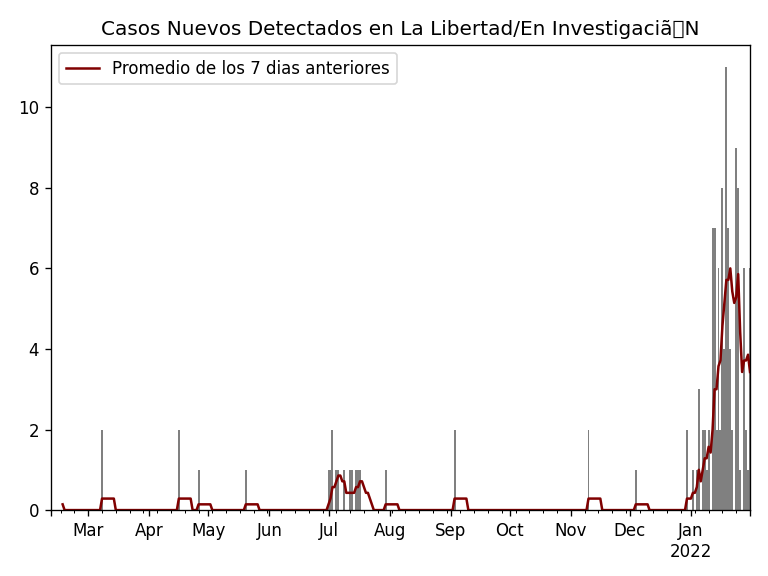 Casos Nuevos Detectados en La Libertad/En Investigaciã▯N
Promedio de los 7 dias anteriores
10
8
6
4
2
0
Mar Apr May Jun Jul Aug Sep Oct Nov Dec Jan
2022